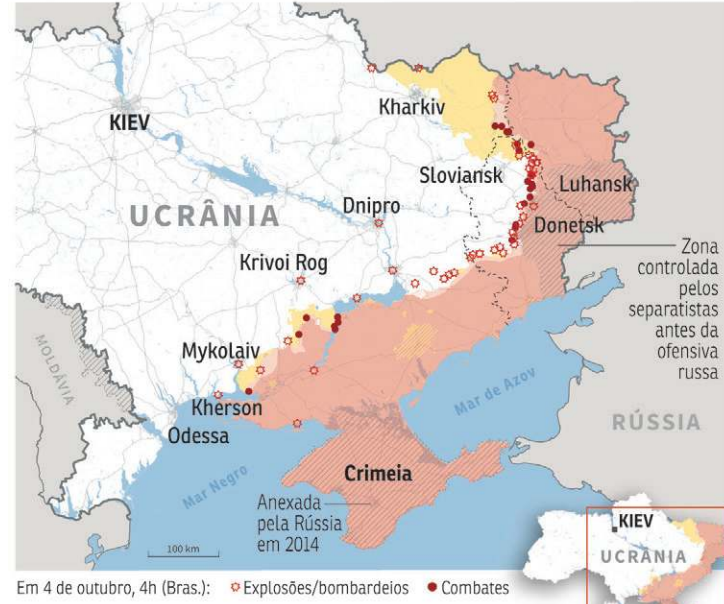 Kharkiv
KIEV
Sloviansk
Luhansk
UCRÂNIA
Dnipro
Donetsk
Zona
controlada
pelos
separatistas
antes da
ofensiva
russa
Krivoi Rog
MOLDÁVIA
Mykolaiv
Kherson
Odessa
Mar de Azov
RÚSSIA
Mar Negro
Crimeia
Anexada
pela Rússia
em 2014
100 km
KIEV
UCRÂNIA
Em 4 de outubro, 4h (Bras.): Explosões/bombardeios Combates